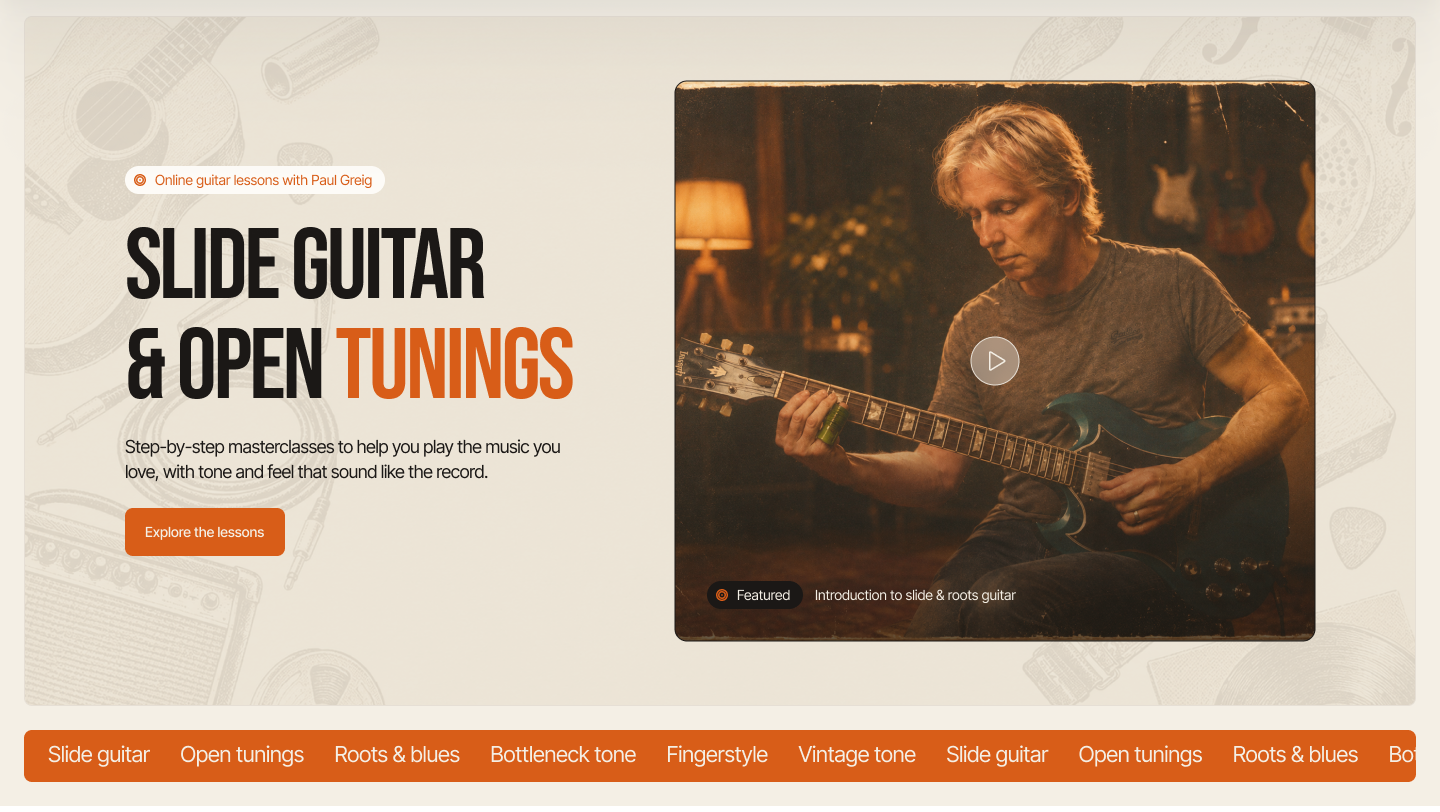 Online guitar lessons with Paul Greig
SLIDE GUITAR
& OPEN TUNINGS
Step-by-step masterclasses to help you play the music you
love, with tone and feel that sound like the record.
Explore the lessons
Featured
Introduction to slide & roots guitar
Slide guitar Open tunings Roots & blues Bottleneck tone Fingerstyle Vintage tone Slide guitar Open tunings Roots & blues Bot